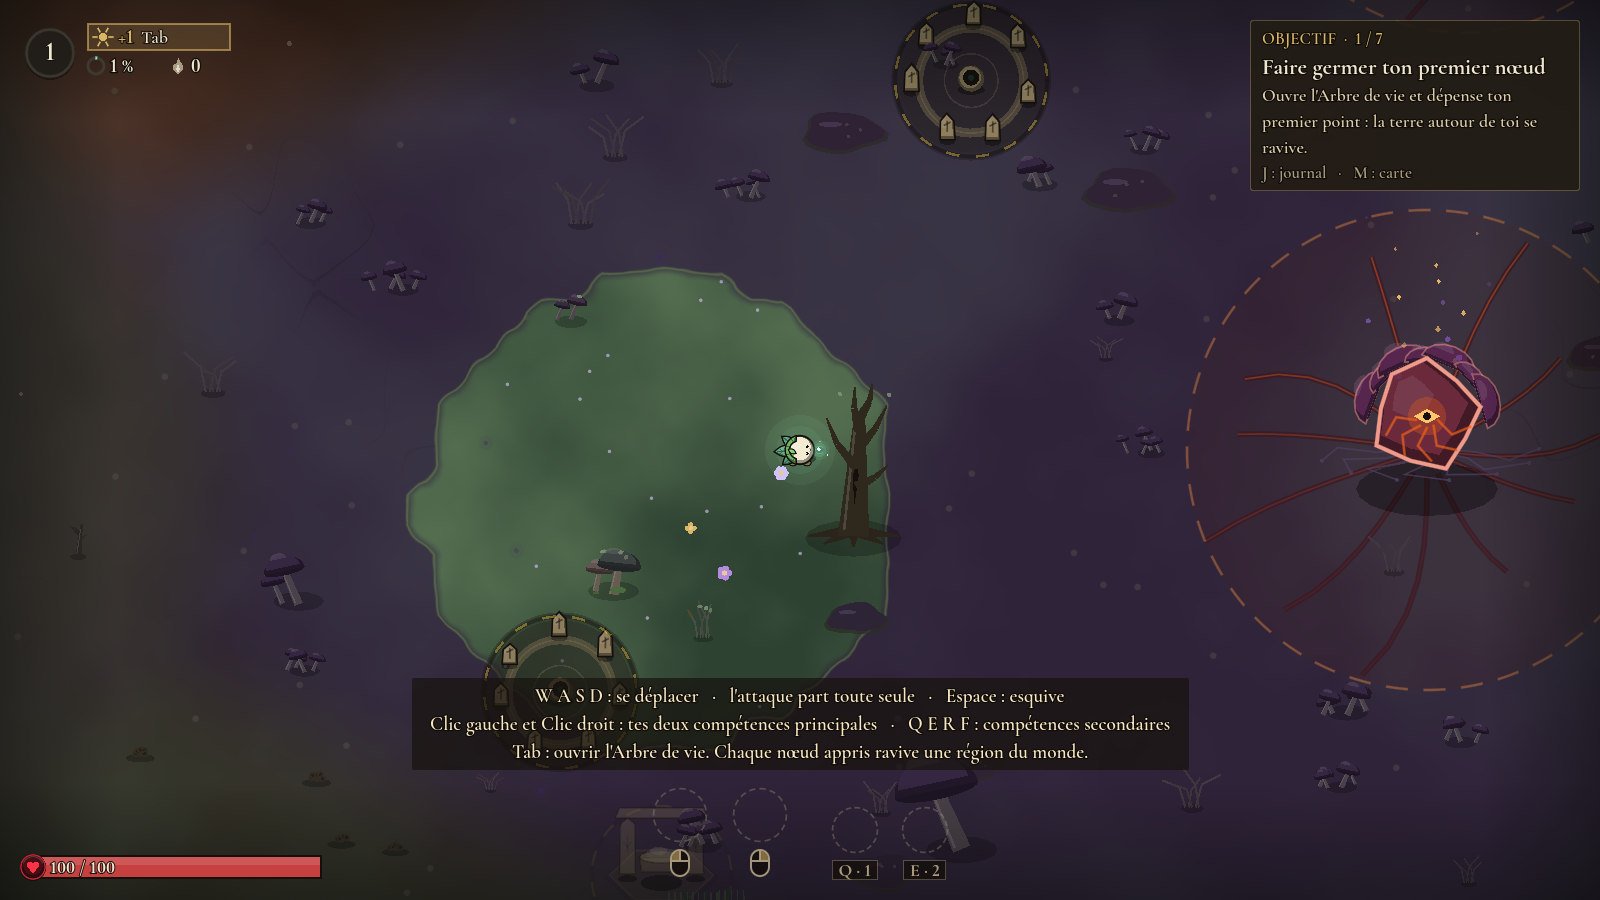 1
+1 Tab
1 %
0
OBJECTIF · 1 / 7
Faire germer ton premier nœud
Ouvre l'Arbre de vie et dépense ton
premier point : la terre autour de toi se
ravive.
J : journal · M : carte
W A S D : se déplacer · l'attaque part toute seule · Espace : esquive
Clic gauche et Clic droit : tes deux compétences principales · Q E R F : compétences secondaires
Tab : ouvrir l'Arbre de vie. Chaque nœud appris ravive une région du monde.
100 / 100
Q · 1
E · 2